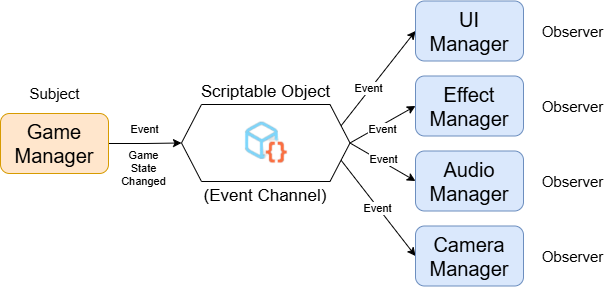 Subject
Game
Manager
Event
Game
State
Changed
Scriptable Object
{}
(Event Channel)
Event
UI
Manager
Observer
Event
Effect
Manager
Observer
Event
Audio
Manager
Observer
Event
Camera
Manager
Observer